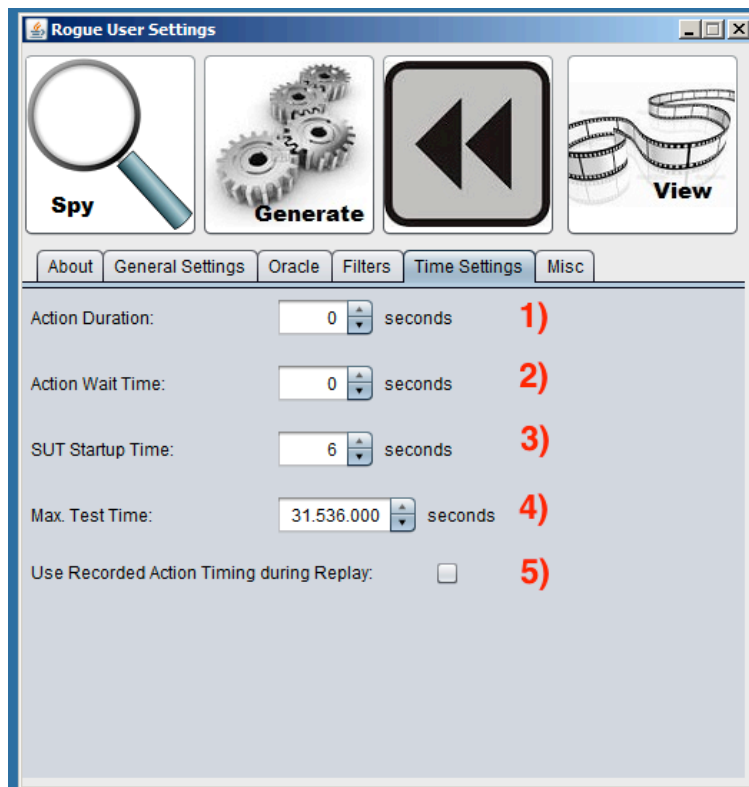 Rogue User Settings
Spy
Generate
View
About General Settings Oracle Filters Time Settings Misc
Action Duration: 0 seconds 1)
Action Wait Time: 0 seconds 2)
SUT Startup Time: 6 seconds 3)
Max. Test Time: 31.536.000 seconds 4)
Use Recorded Action Timing during Replay: 5)